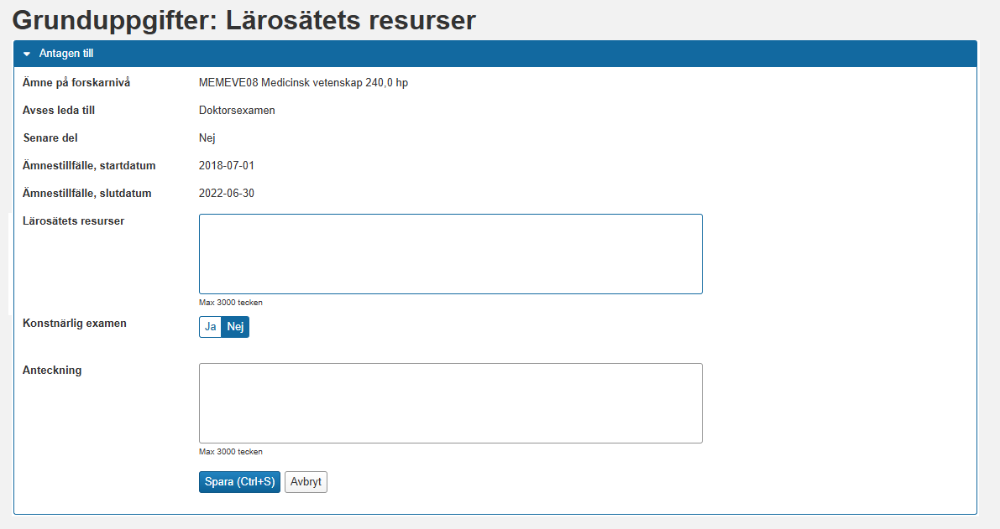 Grunduppgifter: Lärosätets resurser
Antagen till
Ämne på forskarnivå MEMEVE08 Medicinsk vetenskap 240,0 hp
Avses leda till Doktorsexamen
Senare del Nej
Ämnestillfälle, startdatum 2018-07-01
Ämnestillfälle, slutdatum 2022-06-30
Lärosätets resurser
Max 3000 tecken
Konstnärlig examen Ja Nej
Anteckning
Max 3000 tecken
Spara (Ctrl+S) Avbryt